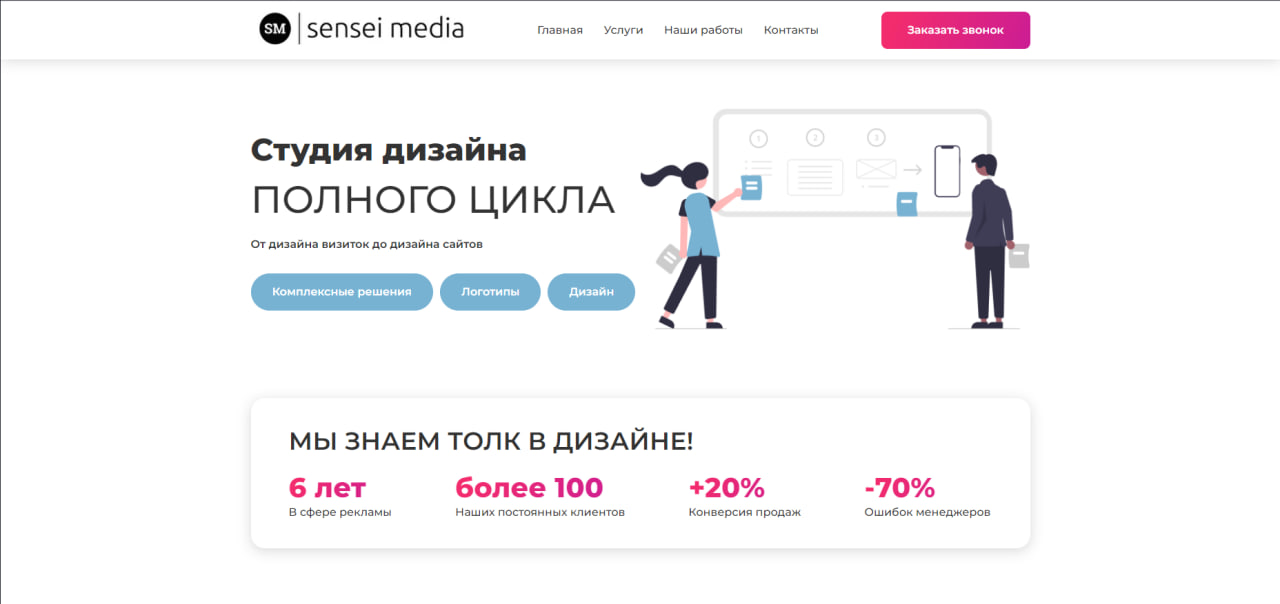 SM sensei media
Главная Услуги Наши работы Контакты Заказать звонок
Студия дизайна
ПОЛНОГО ЦИКЛА
От дизайна визиток до дизайна сайтов
Комплексные решения Логотипы Дизайн
1 2 3
МЫ ЗНАЕМ ТОЛК В ДИЗАЙНЕ!
6 лет более 100 +20% -70%
В сфере рекламы Наших постоянных клиентов Конверсия продаж Ошибок менеджеров